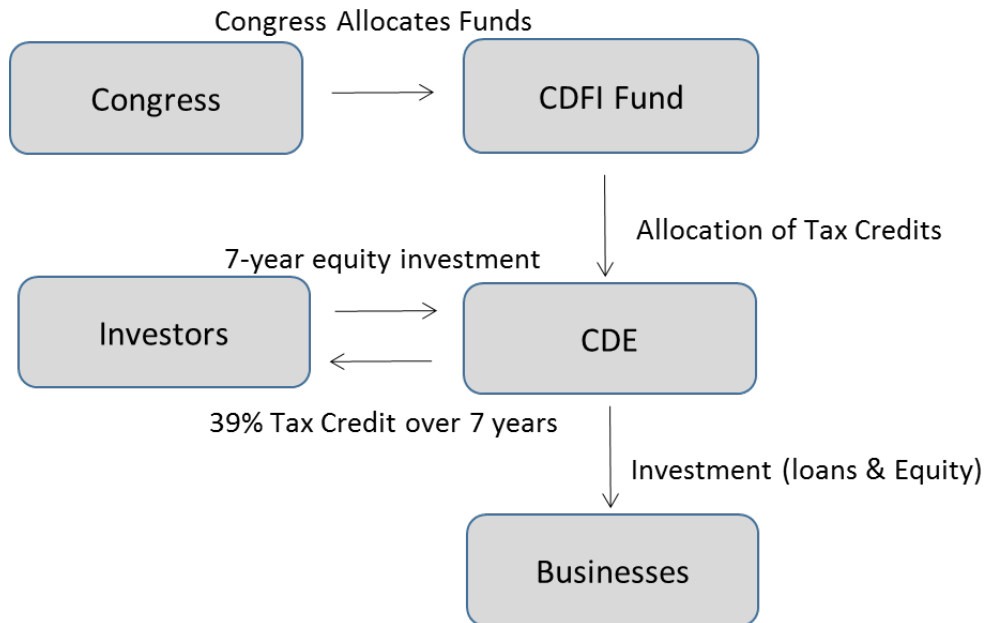 Congress Allocates Funds
Congress
CDFI Fund
Allocation of Tax Credits
7-year equity investment
Investors
CDE
39% Tax Credit over 7 years
Investment (loans & Equity)
Businesses